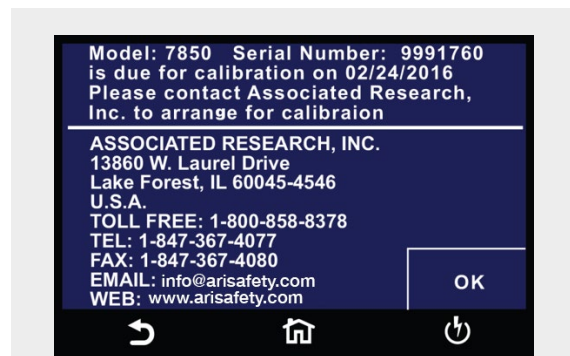 Model: 7850 Serial Number: 9991760
is due for calibration on 02/24/2016
Please contact Associated Research,
Inc. to arrange for calibraion
ASSOCIATED RESEARCH, INC.
13860 W. Laurel Drive
Lake Forest, IL 60045-4546
U.S.A.
TOLL FREE: 1-800-858-8378
TEL: 1-847-367-4077
FAX: 1-847-367-4080
EMAIL: info@arisafety.com
WEB: www.arisafety.com
OK